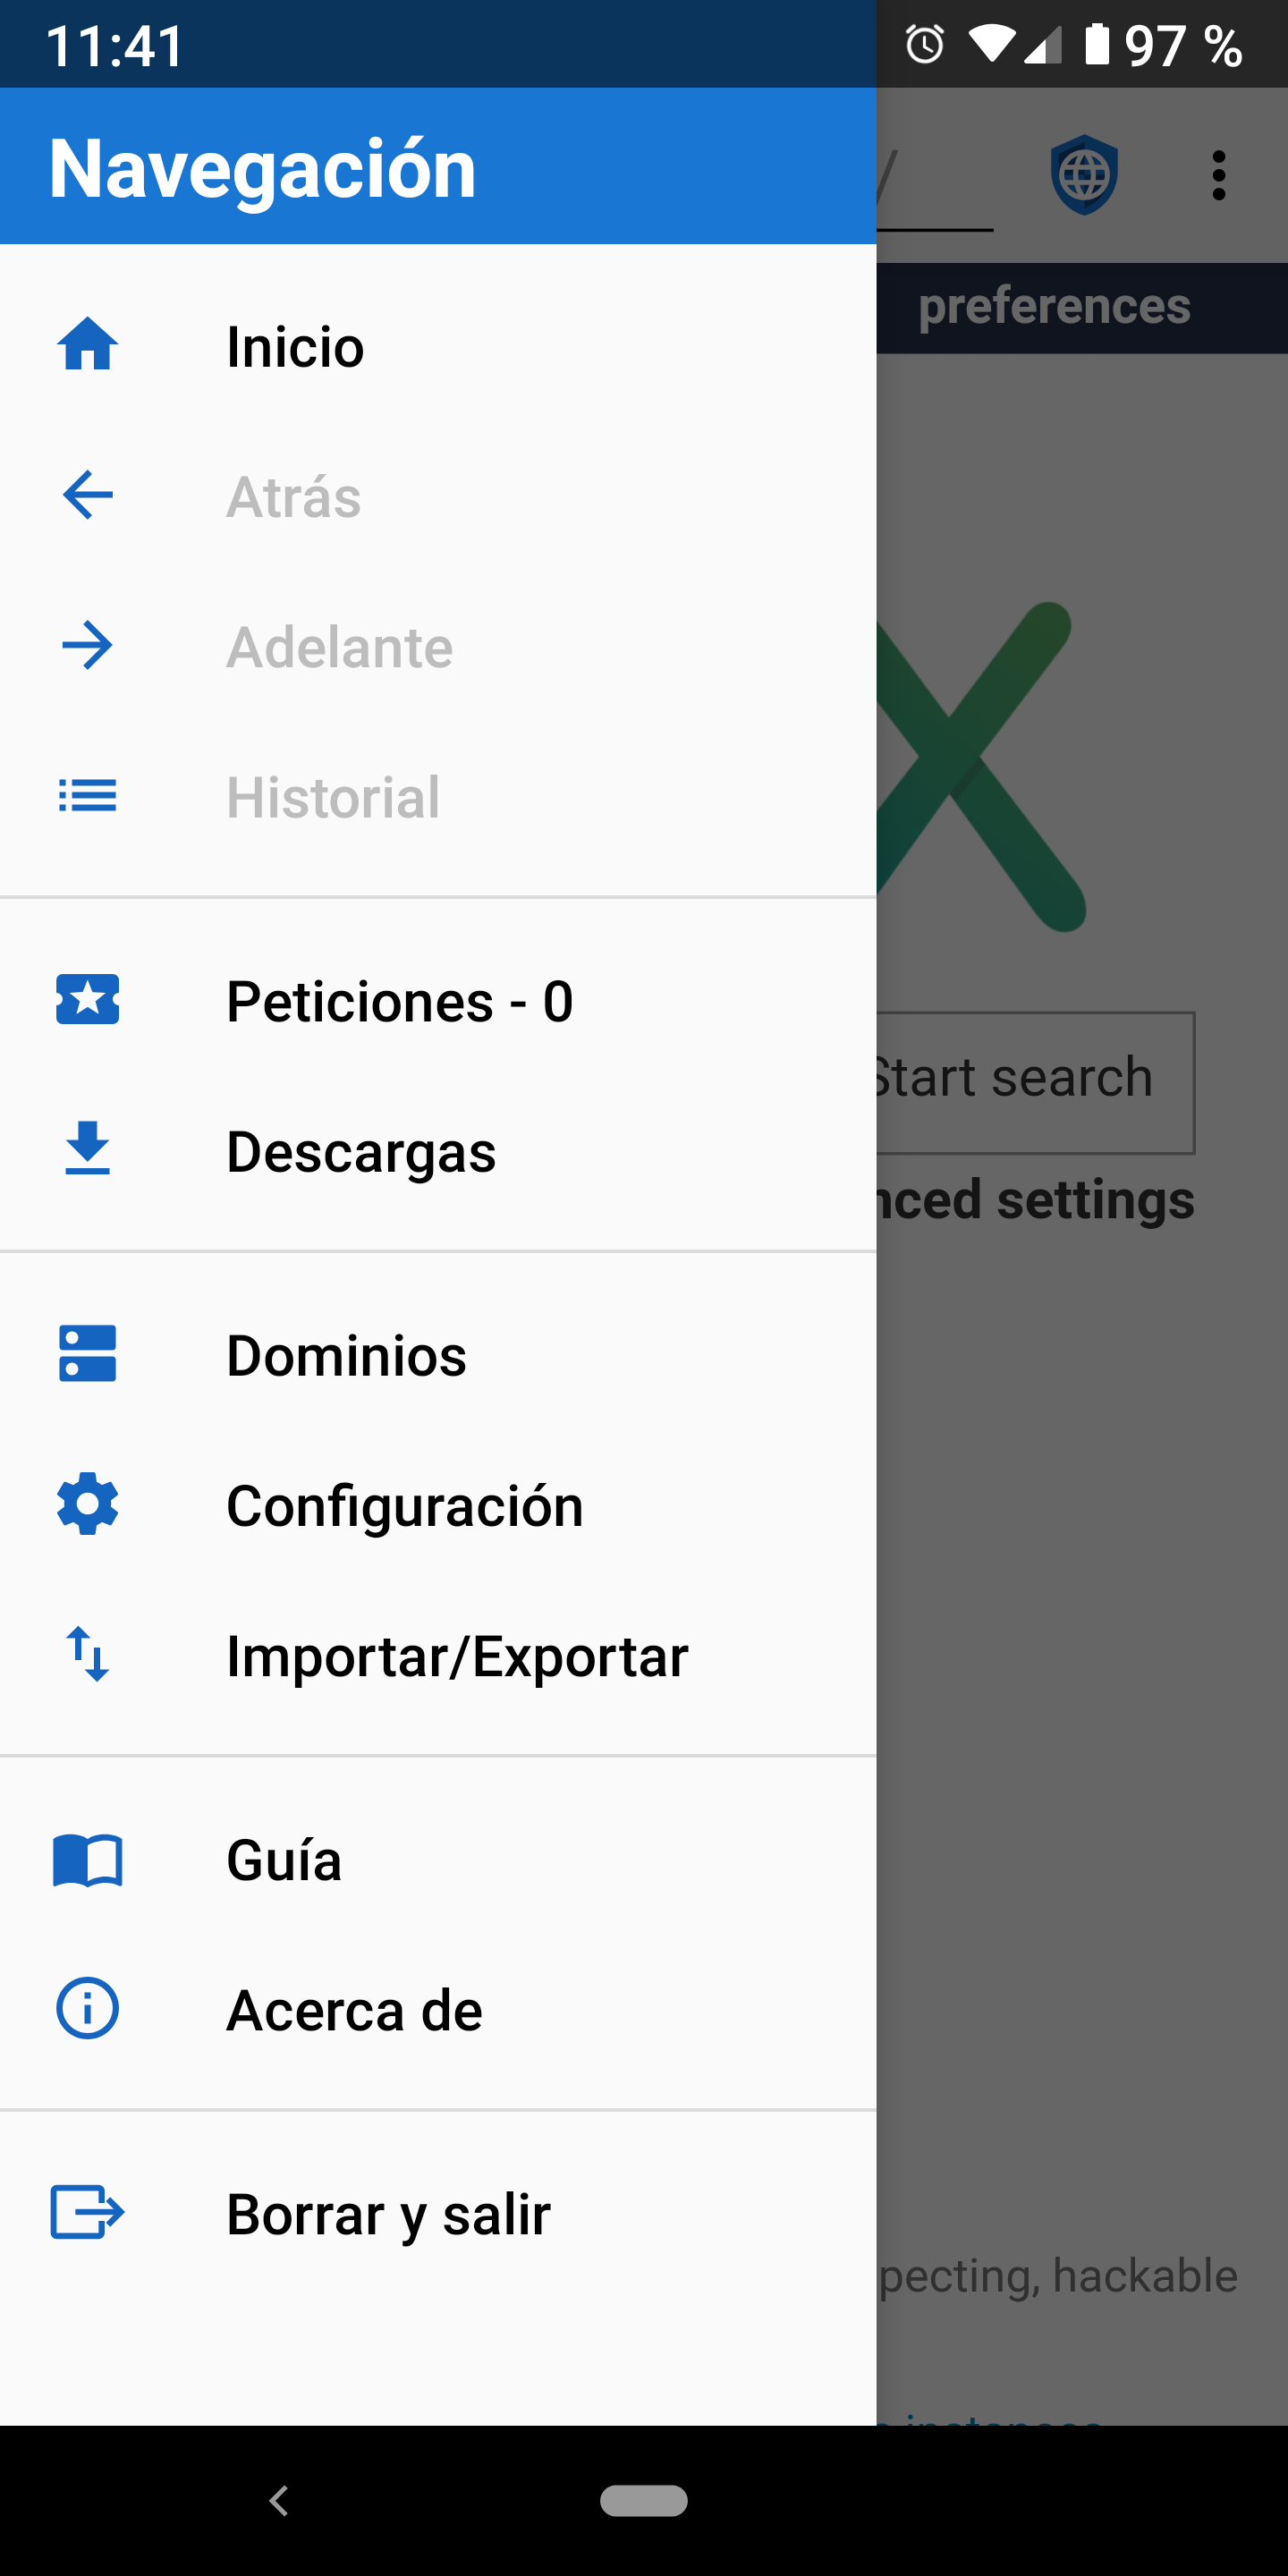 11:41
97 %
Navegación
/
preferences
Inicio
Atrás
Adelante
Historial
X
Peticiones - 0
Descargas
Start search
nced settings
Dominios
Configuración
Importar/Exportar
Guía
Acerca de
Borrar y salir
pecting, hackable